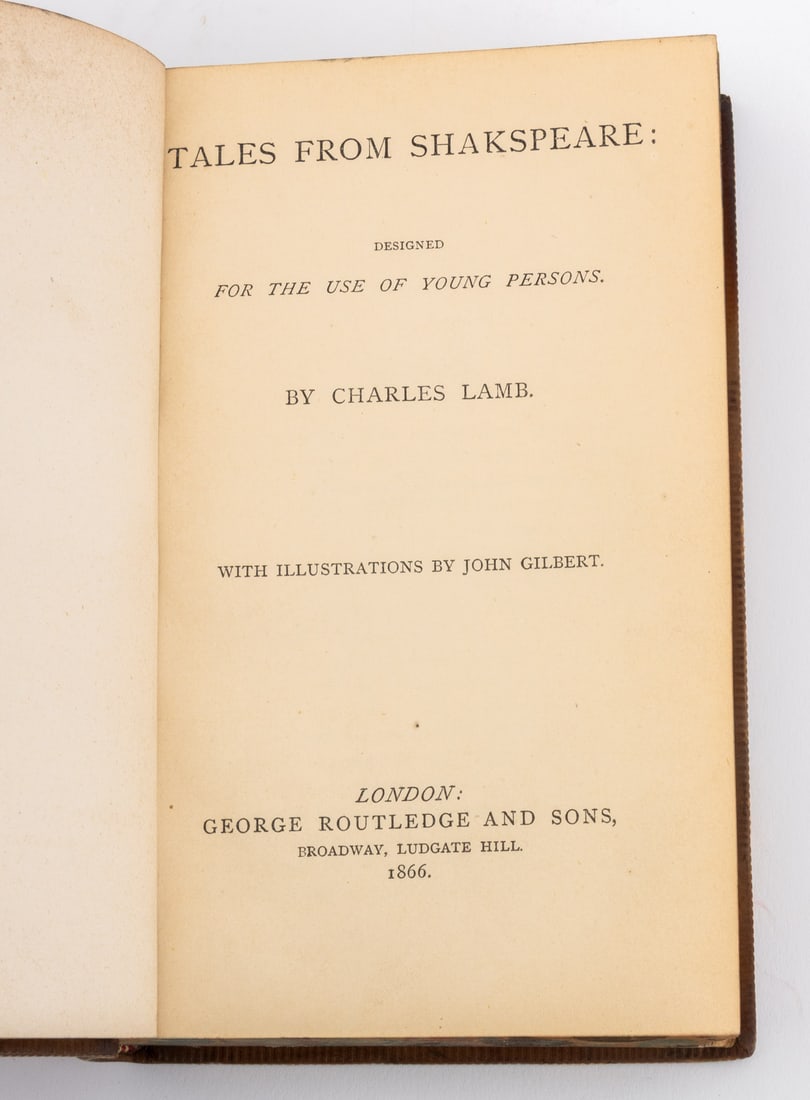 TALES FROM SHAKSPEARE:
DESIGNED
FOR THE USE OF YOUNG PERSONS.
BY CHARLES LAMB.
WITH ILLUSTRATIONS BY JOHN GILBERT.
LONDON:
GEORGE ROUTLEDGE AND SONS,
BROADWAY, LUDGATE HILL.
1866.